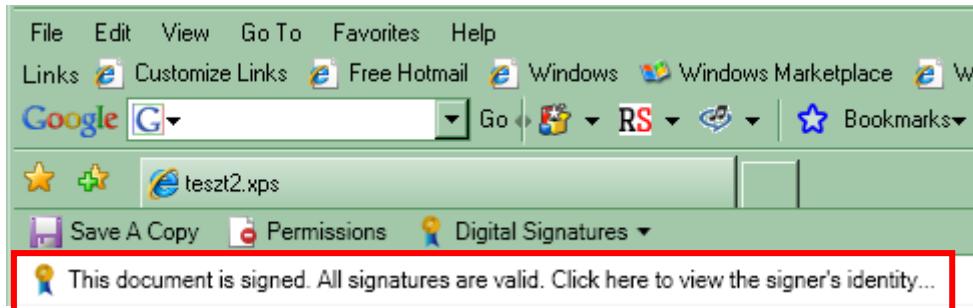 File Edit View Go To Favorites Help
Links Customize Links Free Hotmail Windows Windows Marketplace W
Google G Go RS Bookmarks
teszt2.xps
Save A Copy Permissions Digital Signatures
This document is signed. All signatures are valid. Click here to view the signer's identity...